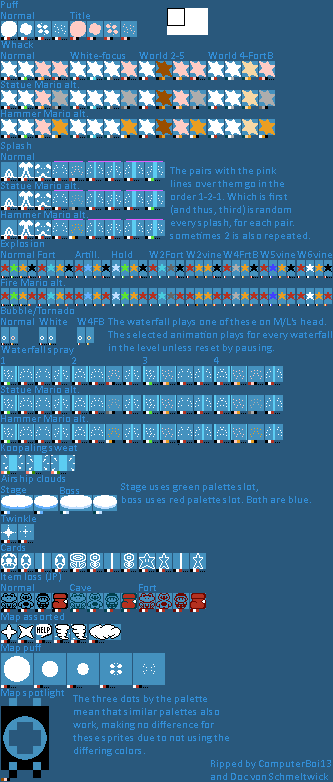 Puff
Normal Title
Whack
Normal White-focus World 2-5 World 4-FortB
Statue Mario alt.
Hammer Mario alt.
Splash
Normal
Statue Mario alt.
Hammer Mario alt.
The pairs with the pink
lines over them go in the
order 1-2-1. Which is first
(and thus, third) is random
every splash, for each pair.
sometimes 2 is also repeated.
Explosion
Normal Fort Artill. Hold W2Fort W2vine W4FrtB W5vine W6vine
Fire Mario alt.
Bubble/Tornado
Normal White W4FB
The waterfall plays one of these on M/L's head.
The selected animation plays for every waterfall
in the level unless reset by pausing.
Waterfall spray
1 2 3 4
Statue Mario alt.
Hammer Mario alt.
Koopaling sweat
Airship clouds
Stage Boss
Stage uses green palette slot,
boss uses red palette slot. Both are blue.
Twinkle
Cards
Item loss (JP)
Normal Cave Fort
Map assorted
HELP
Map puff
Map spotlight
The three dots by the palette
mean that similar palettes also
work, making no difference for
these sprites due to not using the
differing colors.
Ripped by ComputerBoi13
and Doc von Schmeltwick